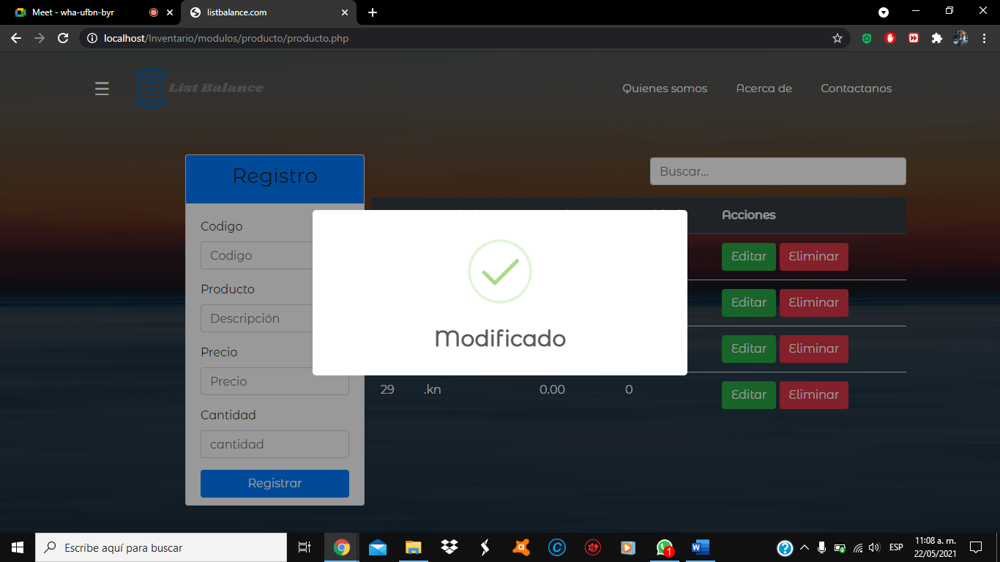 Meet - wha-ufbn-byr
listbalance.com
localhost/Inventario/modulos/producto/producto.php
List Balance
Quienes somos
Acerca de
Contactanos
Registro
Buscar...
Codigo
Codigo
Producto
Descripción
Precio
Precio
Cantidad
cantidad
Registrar
Acciones
Editar Eliminar
Editar Eliminar
Editar Eliminar
29 .kn 0.00 0 Editar Eliminar
Modificado
Escribe aquí para buscar
1
ESP
11:08 a. m.
22/05/2021